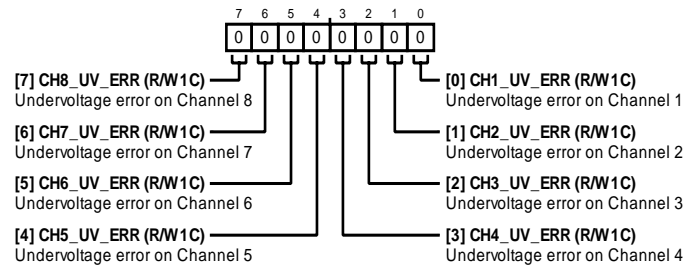 7 6 5 4 3 2 1 0
0 0 0 0 0 0 0 0
[7] CH8_UV_ERR (R/W1C)
Undervoltage error on Channel 8
[6] CH7_UV_ERR (R/W1C)
Undervoltage error on Channel 7
[5] CH6_UV_ERR (R/W1C)
Undervoltage error on Channel 6
[4] CH5_UV_ERR (R/W1C)
Undervoltage error on Channel 5
[0] CH1_UV_ERR (R/W1C)
Undervoltage error on Channel 1
[1] CH2_UV_ERR (R/W1C)
Undervoltage error on Channel 2
[2] CH3_UV_ERR (R/W1C)
Undervoltage error on Channel 3
[3] CH4_UV_ERR (R/W1C)
Undervoltage error on Channel 4